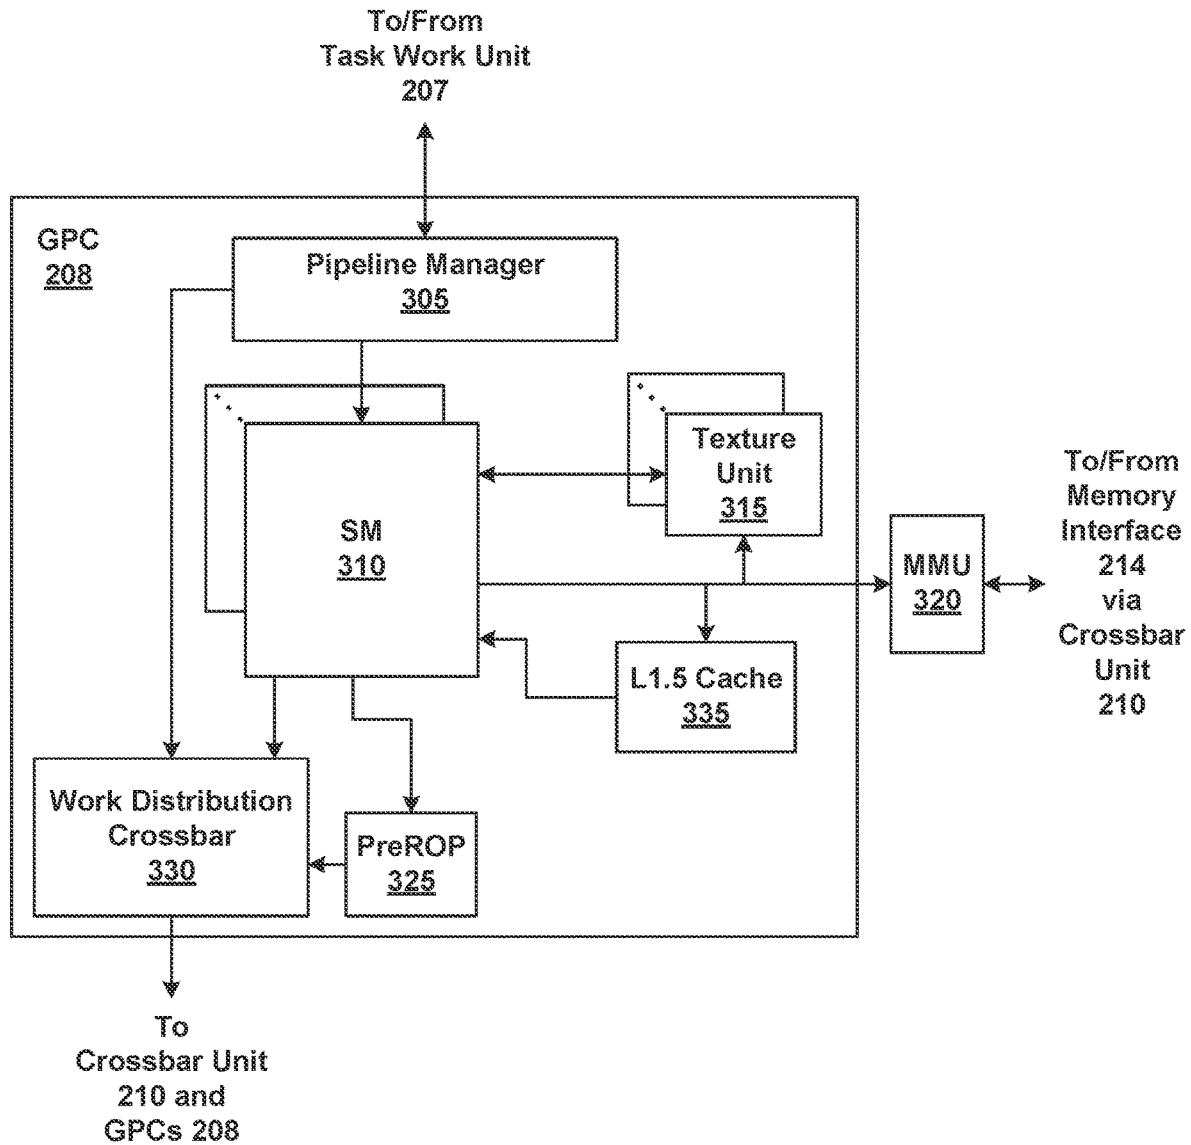 To/From
Task Work Unit
207
GPC
208
Pipeline Manager
305
Texture
Unit
315
SM
310
To/From
Memory
Interface
214
via
Crossbar
Unit
210
MMU
320
L1.5 Cache
335
Work Distribution
Crossbar
330
PreROP
325
To
Crossbar Unit
210 and
GPCs 208